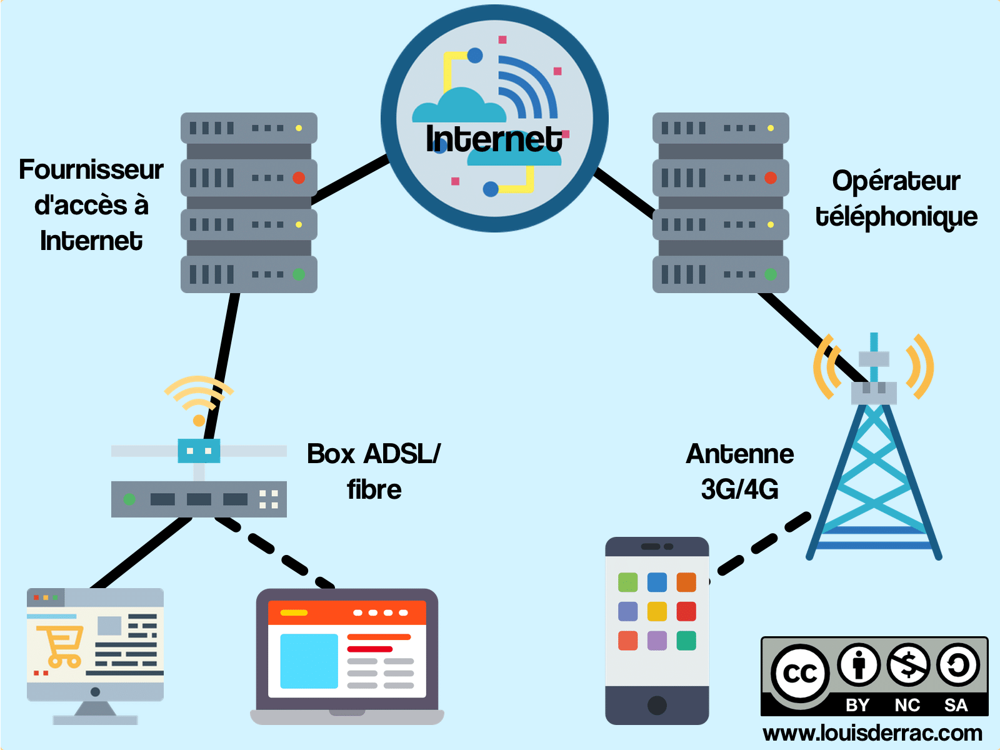 Internet
Fournisseur
d'accès à
Internet
Opérateur
téléphonique
Box ADSL/
fibre
Antenne
3G/4G
CC
BY NC SA
www.louisderrac.com